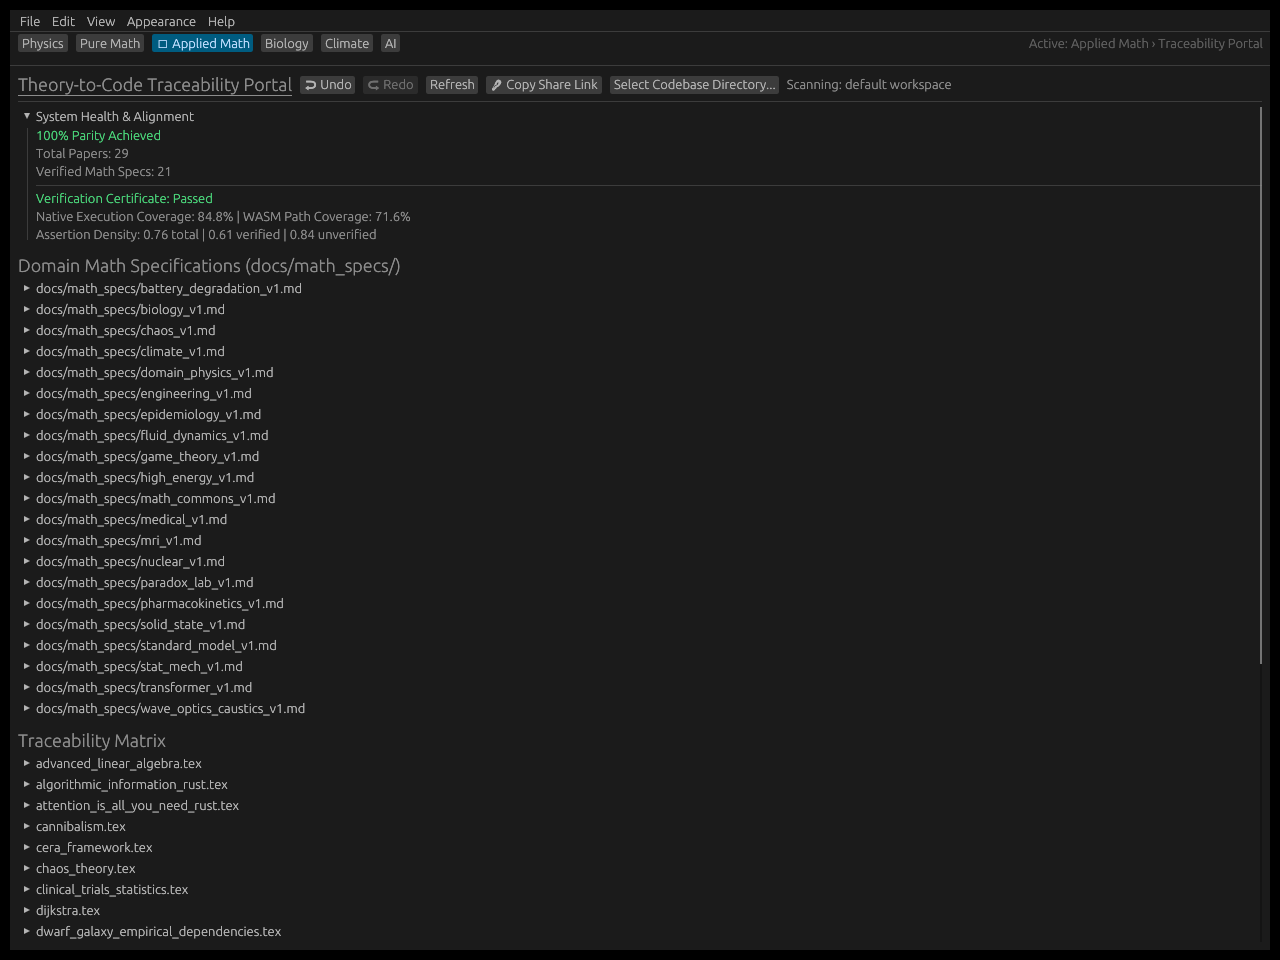 File Edit View Appearance Help
Physics Pure Math Applied Math Biology Climate AI Active: Applied Math › Traceability Portal
Theory-to-Code Traceability Portal Undo Redo Refresh Copy Share Link Select Codebase Directory... Scanning: default workspace
System Health & Alignment
100% Parity Achieved
Total Papers: 29
Verified Math Specs: 21
Verification Certificate: Passed
Native Execution Coverage: 84.8% | WASM Path Coverage: 71.6%
Assertion Density: 0.76 total | 0.61 verified | 0.84 unverified
Domain Math Specifications (docs/math_specs/)
docs/math_specs/battery_degradation_v1.md
docs/math_specs/biology_v1.md
docs/math_specs/chaos_v1.md
docs/math_specs/climate_v1.md
docs/math_specs/domain_physics_v1.md
docs/math_specs/engineering_v1.md
docs/math_specs/epidemiology_v1.md
docs/math_specs/fluid_dynamics_v1.md
docs/math_specs/game_theory_v1.md
docs/math_specs/high_energy_v1.md
docs/math_specs/math_commons_v1.md
docs/math_specs/medical_v1.md
docs/math_specs/mri_v1.md
docs/math_specs/nuclear_v1.md
docs/math_specs/paradox_lab_v1.md
docs/math_specs/pharmacokinetics_v1.md
docs/math_specs/solid_state_v1.md
docs/math_specs/standard_model_v1.md
docs/math_specs/stat_mech_v1.md
docs/math_specs/transformer_v1.md
docs/math_specs/wave_optics_caustics_v1.md
Traceability Matrix
advanced_linear_algebra.tex
algorithmic_information_rust.tex
attention_is_all_you_need_rust.tex
cannibalism.tex
cera_framework.tex
chaos_theory.tex
clinical_trials_statistics.tex
dijkstra.tex
dwarf_galaxy_empirical_dependencies.tex